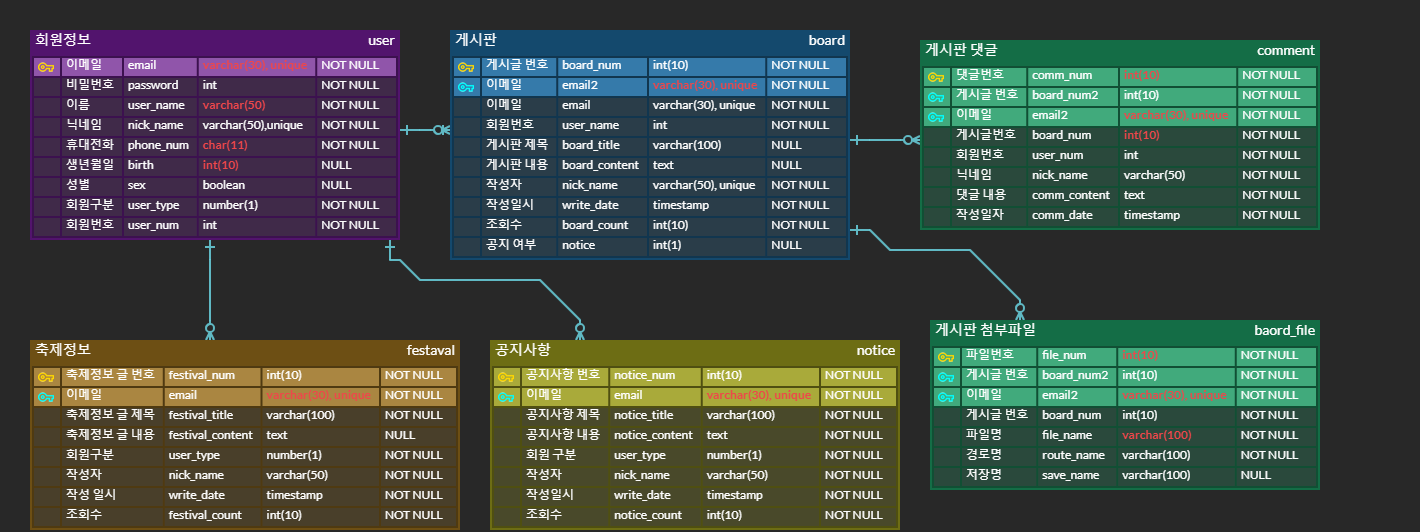 회원정보 user
이메일 email varchar(30), unique NOT NULL
비밀번호 password int NOT NULL
이름 user_name varchar(50) NOT NULL
닉네임 nick_name varchar(50),unique NOT NULL
휴대전화 phone_num char(11) NOT NULL
생년월일 birth int(10) NULL
성별 sex boolean NULL
회원구분 user_type number(1) NOT NULL
회원번호 user_num int NOT NULL
게시판 board
게시글 번호 board_num int(10) NOT NULL
이메일 email2 varchar(30), unique NOT NULL
이메일 email varchar(30), unique NOT NULL
회원번호 user_name int NOT NULL
게시판 제목 board_title varchar(100) NULL
게시판 내용 board_content text NULL
작성자 nick_name varchar(50), unique NOT NULL
작성일시 write_date timestamp NOT NULL
조회수 board_count int(10) NOT NULL
공지 여부 notice int(1) NULL
게시판 댓글 comment
댓글번호 comm_num int(10) NOT NULL
게시글 번호 board_num2 int(10) NOT NULL
이메일 email2 varchar(30), unique NOT NULL
게시글번호 board_num int(10) NOT NULL
회원번호 user_num int NOT NULL
닉네임 nick_name varchar(50) NOT NULL
댓글 내용 comm_content text NOT NULL
작성일자 comm_date timestamp NOT NULL
축제정보 festaval
축제정보 글 번호 festival_num int(10) NOT NULL
이메일 email varchar(30), unique NOT NULL
축제정보 글 제목 festival_title varchar(100) NOT NULL
축제정보 글 내용 festival_content text NULL
회원구분 user_type number(1) NOT NULL
작성자 nick_name varchar(50) NOT NULL
작성 일시 write_date timestamp NOT NULL
조회수 festival_count int(10) NOT NULL
공지사항 notice
공지사항 번호 notice_num int(10) NOT NULL
이메일 email varchar(30), unique NOT NULL
공지사항 제목 notice_title varchar(100) NOT NULL
공지사항 내용 notice_content text NOT NULL
회원 구분 user_type number(1) NOT NULL
작성자 nick_name varchar(50) NOT NULL
작성일시 write_date timestamp NOT NULL
조회수 notice_count int(10) NOT NULL
게시판 첨부파일 baord_file
파일번호 file_num int(10) NOT NULL
게시글 번호 board_num2 int(10) NOT NULL
이메일 email2 varchar(30), unique NOT NULL
게시글 번호 board_num int(10) NOT NULL
파일명 file_name varchar(100) NOT NULL
경로명 route_name varchar(100) NOT NULL
저장명 save_name varchar(100) NULL